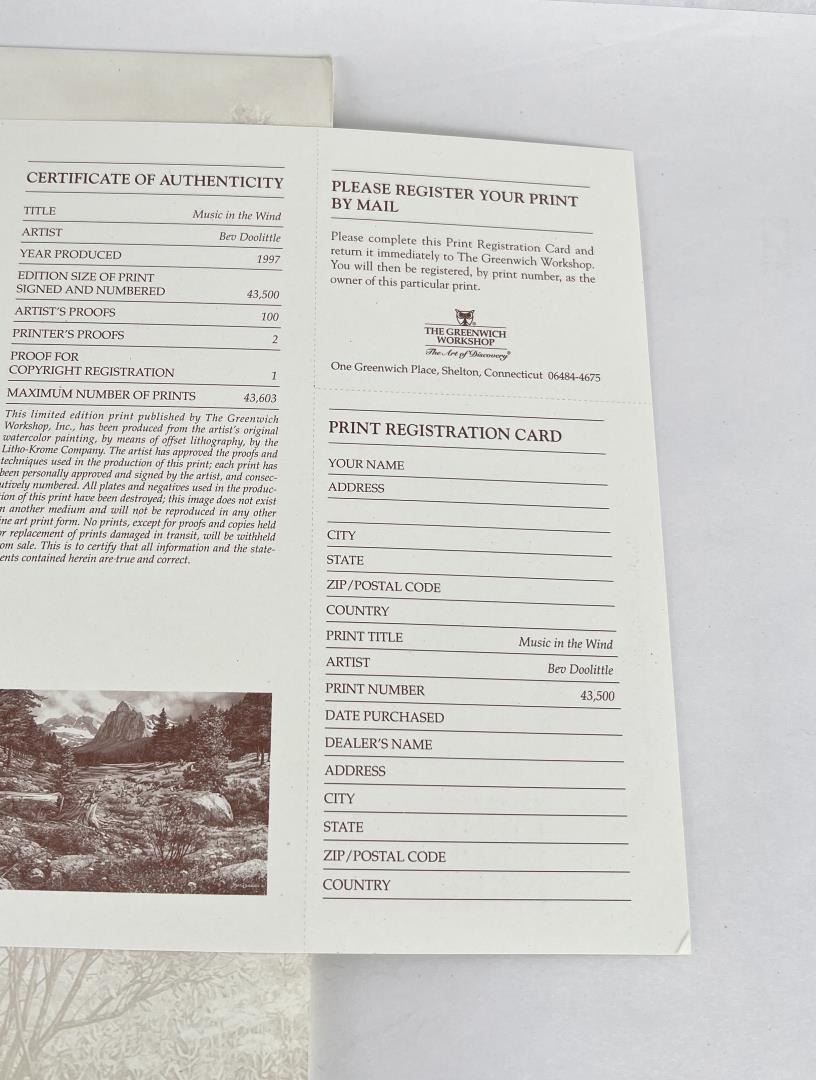 CERTIFICATE OF AUTHENTICITY
TITLE Music in the Wind
ARTIST Bev Doolittle
YEAR PRODUCED 1997
EDITION SIZE OF PRINT
SIGNED AND NUMBERED 43,500
ARTIST'S PROOFS 100
PRINTER'S PROOFS 2
PROOF FOR
COPYRIGHT REGISTRATION 1
MAXIMUM NUMBER OF PRINTS 43,603
This limited edition print published by The Greenwich
Workshop, Inc., has been produced from the artist's original
watercolor painting, by means of offset lithography, by the
Litho-Krome Company. The artist has approved the proofs and
techniques used in the production of this print; each print has
been personally approved and signed by the artist, and consec-
utively numbered. All plates and negatives used in the produc-
ion of this print have been destroyed; this image does not exist
n another medium and will not be reproduced in any other
ine art print form. No prints, except for proofs and copies held
or replacement of prints damaged in transit, will be withheld
om sale. This is to certify that all information and the state-
ents contained herein are true and correct.
PLEASE REGISTER YOUR PRINT
BY MAIL
Please complete this Print Registration Card and
return it immediately to The Greenwich Workshop.
You will then be registered, by print number, as the
owner of this particular print.
THE GREENWICH
WORKSHOP
The Art of Discovery®
One Greenwich Place, Shelton, Connecticut 06484-4675
PRINT REGISTRATION CARD
YOUR NAME
ADDRESS
CITY
STATE
ZIP/POSTAL CODE
COUNTRY
PRINT TITLE Music in the Wind
ARTIST Bev Doolittle
PRINT NUMBER 43,500
DATE PURCHASED
DEALER'S NAME
ADDRESS
CITY
STATE
ZIP/POSTAL CODE
COUNTRY